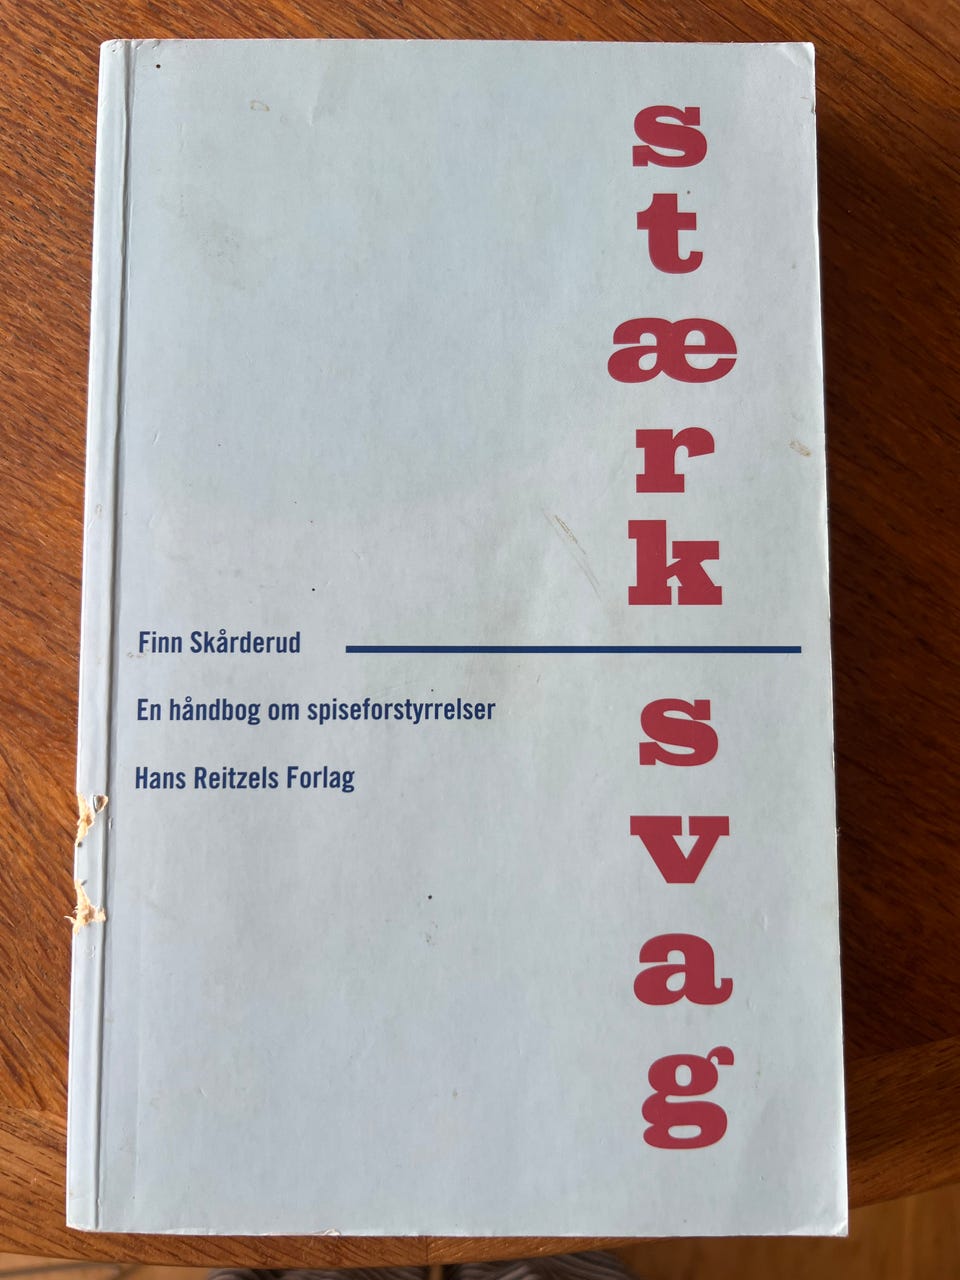 stærk
Finn Skårderud
En håndbog om spiseforstyrrelser
Hans Reitzels Forlag
svag